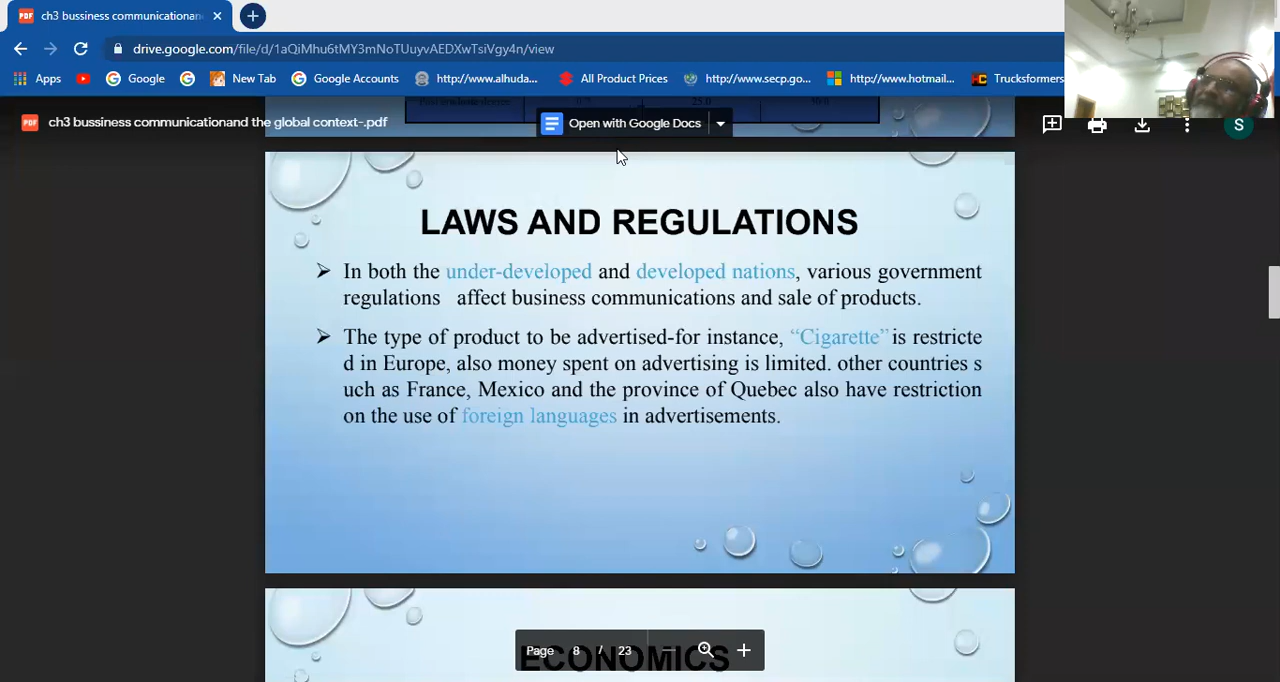 ch3 bussiness communicationan
drive.google.com/file/d/1aQiMhu6tMY3mNoTUuyvAEDXwTsiVgy4n/view
Apps Google New Tab Google Accounts http://www.alhuda... All Product Prices http://www.secp.go... http://www.hotmail... Trucksformers
25.0
ch3 bussiness communicationand the global context-.pdf Open with Google Docs S
LAWS AND REGULATIONS
➢ In both the under-developed and developed nations, various government
regulations affect business communications and sale of products.
➢ The type of product to be advertised-for instance, “Cigarette” is restricte
d in Europe, also money spent on advertising is limited. other countries s
uch as France, Mexico and the province of Quebec also have restriction
on the use of foreign languages in advertisements.
Page 8 / 23
ECONOMICS